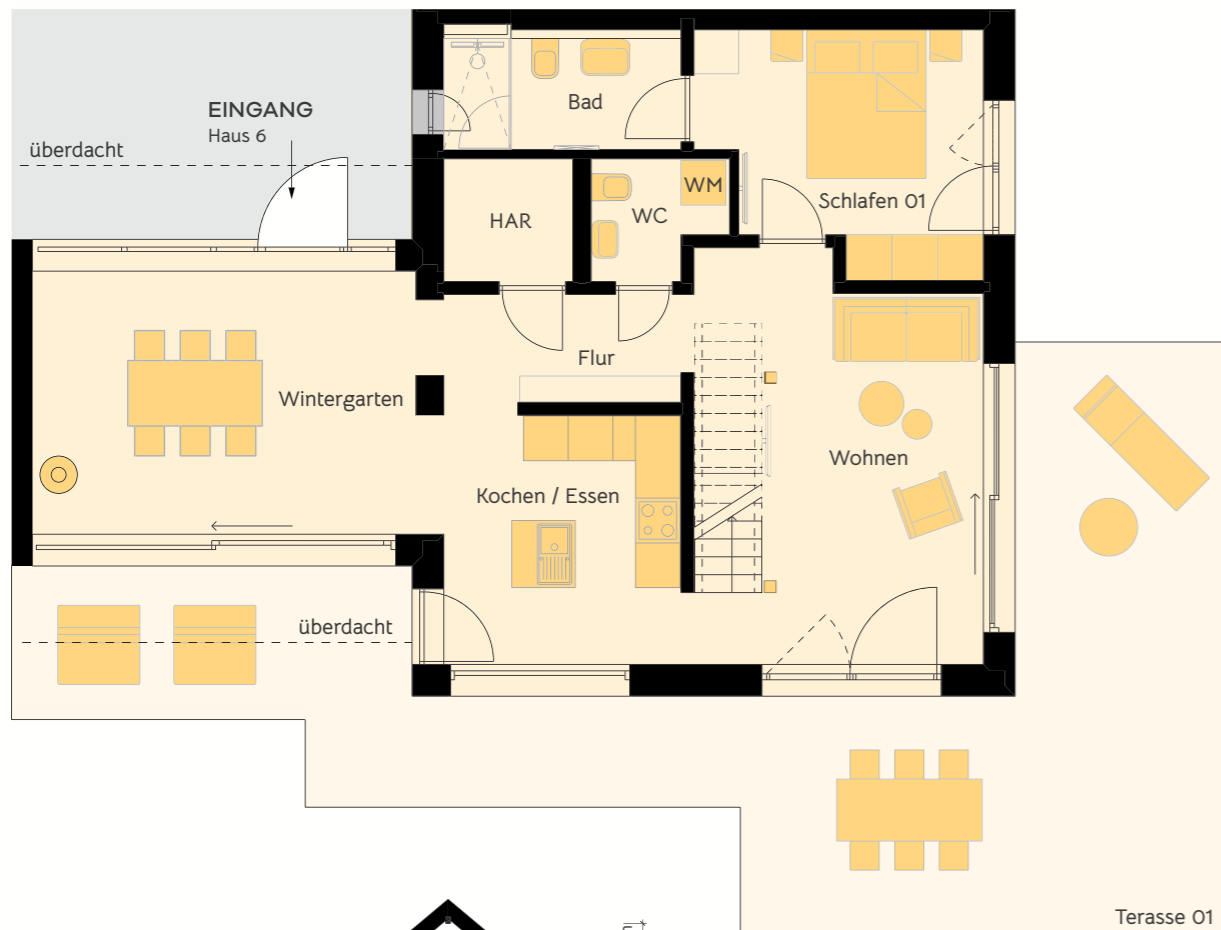 EINGANG
Haus 6
überdacht
Bad
Schlafen 01
HAR
WC
WM
Flur
Wintergarten
Kochen / Essen
Wohnen
überdacht
Terasse 01